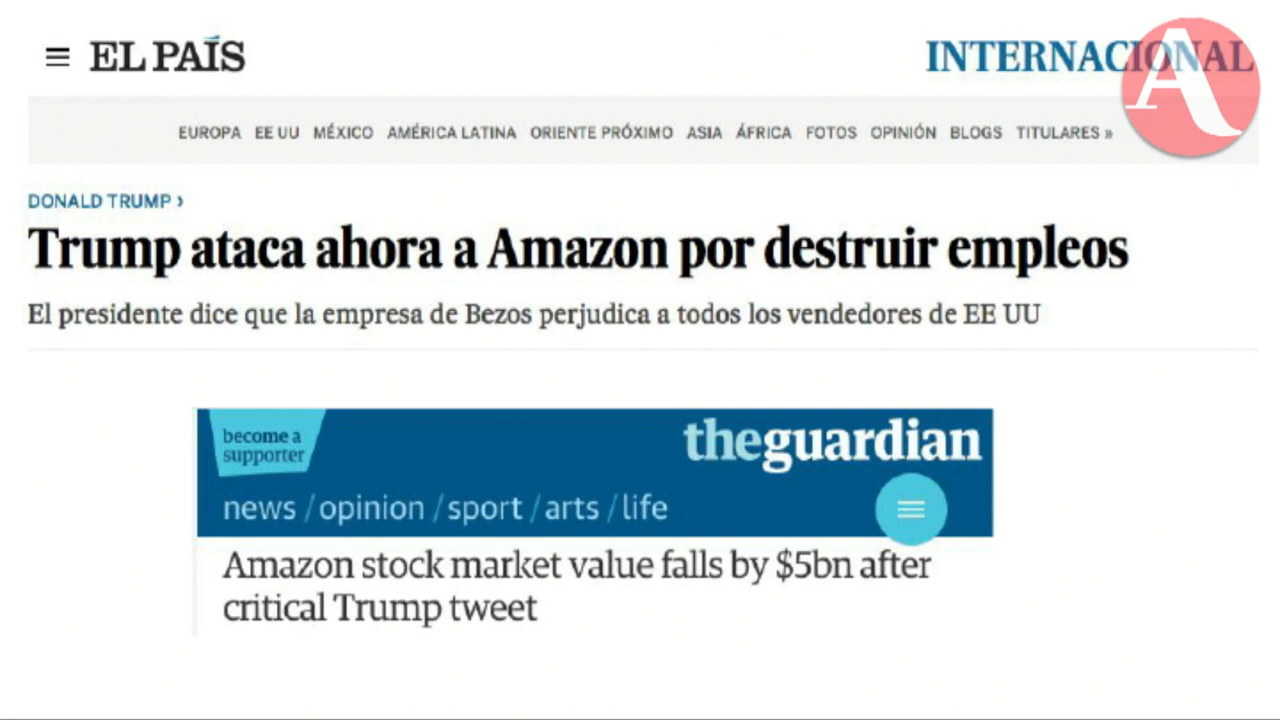 EL PAÍS
INTERNACIONAL
A
EUROPA EE UU MÉXICO AMÉRICA LATINA ORIENTE PRÓXIMO ASIA ÁFRICA FOTOS OPINIÓN BLOGS TITULARES »
DONALD TRUMP ›
Trump ataca ahora a Amazon por destruir empleos
El presidente dice que la empresa de Bezos perjudica a todos los vendedores de EE UU
become a
supporter
theguardian
news / opinion / sport / arts / life
Amazon stock market value falls by $5bn after
critical Trump tweet